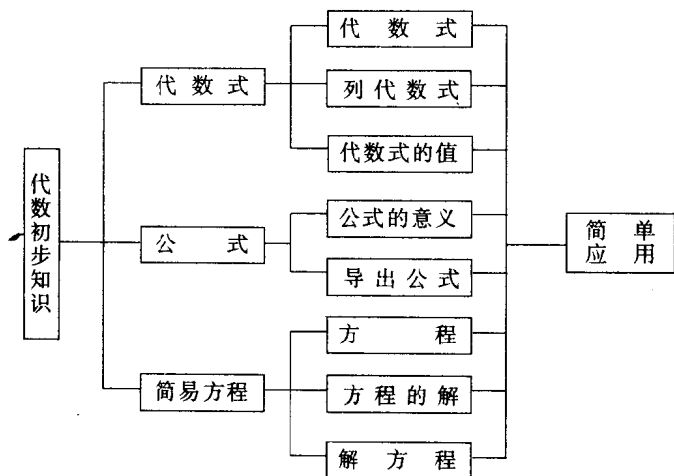 代数初步知识
代数式
公式
简易方程
代数式
列代数式
代数式的值
公式的意义
导出公式
方程
方程的解
解方程
简单
应用